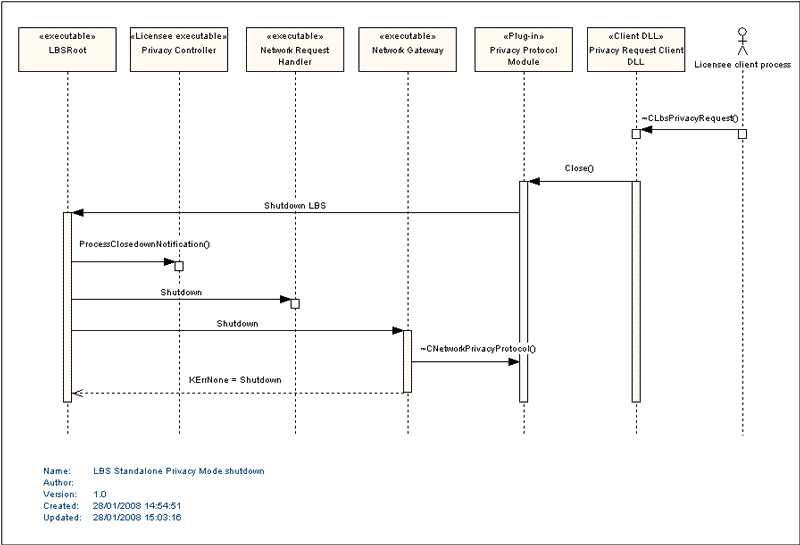 «executable»
LBSRoot
«Licensee executable»
Privacy Controller
«executable»
Network Request
Handler
«executable»
Network Gateway
«Plug-in»
Privacy Protocol
Module
«Client DLL»
Privacy Request Client
DLL
Licensee client process
~CLbsPrivacyRequest()
Close()
Shutdown LBS
ProcessClosedownNotification()
Shutdown
Shutdown
~CNetworkPrivacyProtocol()
KErrNone = Shutdown
Name: LBS Standalone Privacy Mode shutdown
Author:
Version: 1.0
Created: 28/01/2008 14:54:51
Updated: 28/01/2008 15:03:16